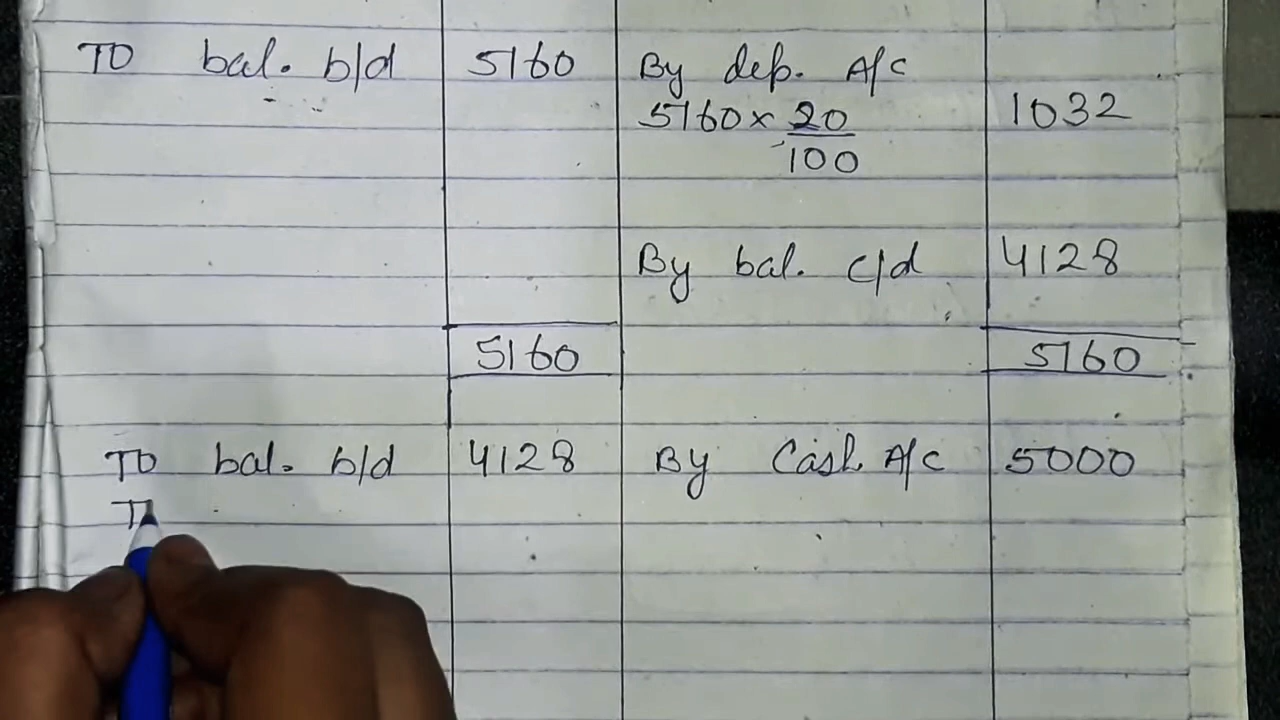 TO bal. b/d 5160 By dep. A/c
5160 × 20/100 1032
By bal. c/d 4128
5160 5160
TO bal. b/d 4128 By Cash A/c 5000
T